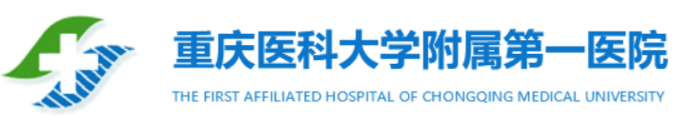 重庆医科大学附属第一医院
THE FIRST AFFILIATED HOSPITAL OF CHONGQING MEDICAL UNIVERSITY